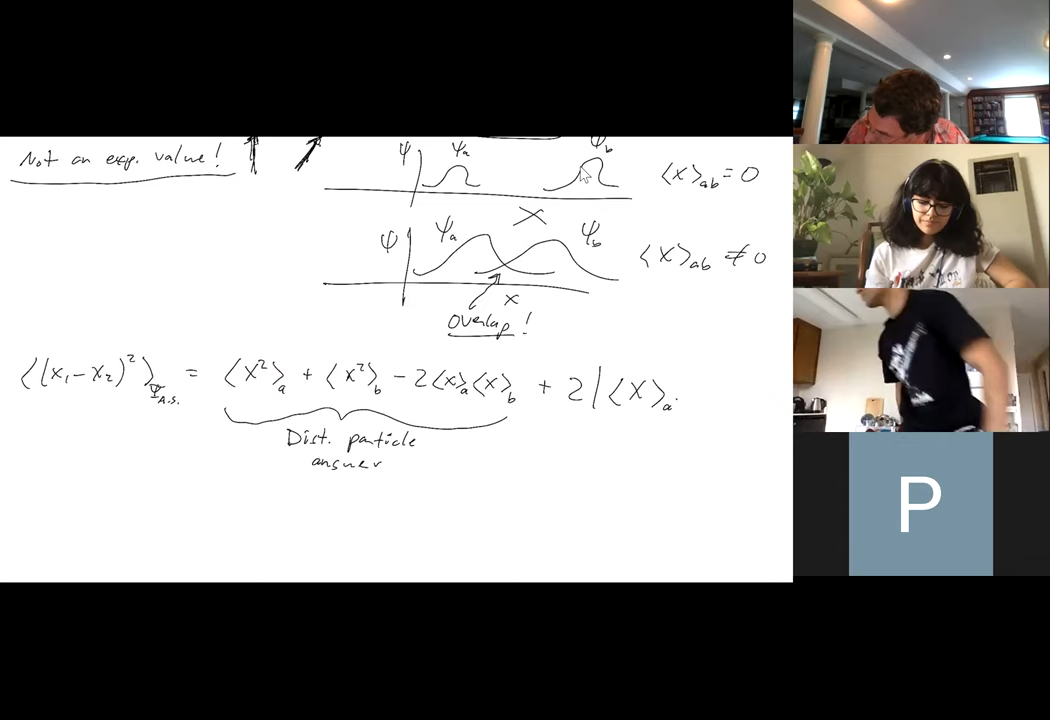 Not an exp. value!
ψ ψa ψb ⟨x⟩ab = 0
x
ψ ψa ψb ⟨x⟩ab ≠ 0
x
Overlap!
⟨(x₁-x₂)²⟩Ψ_A.S. = ⟨x²⟩a + ⟨x²⟩b - 2⟨x⟩a⟨x⟩b + 2|⟨x⟩a
Dist. particle
answer
P